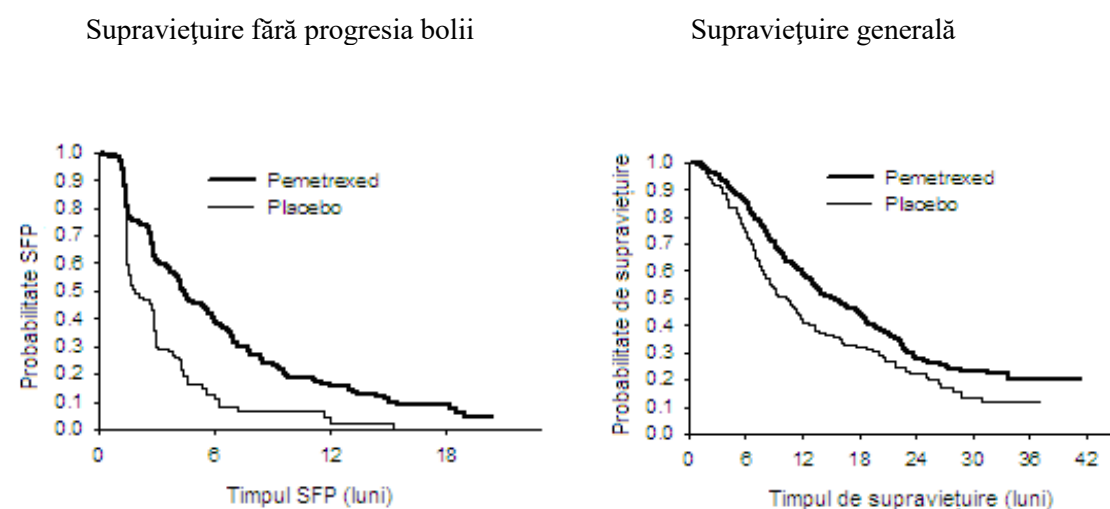 Supravieţuire fără progresia bolii
Supravieţuire generală
Probabilitate SFP
1.0
0.9
0.8
0.7
0.6
0.5
0.4
0.3
0.2
0.1
0.0
Pemetrexed
Placebo
0 6 12 18
Timpul SFP (luni)
Probabilitate de supravieţuire
1.0
0.9
0.8
0.7
0.6
0.5
0.4
0.3
0.2
0.1
0.0
Pemetrexed
Placebo
0 6 12 18 24 30 36 42
Timpul de supravieţuire (luni)